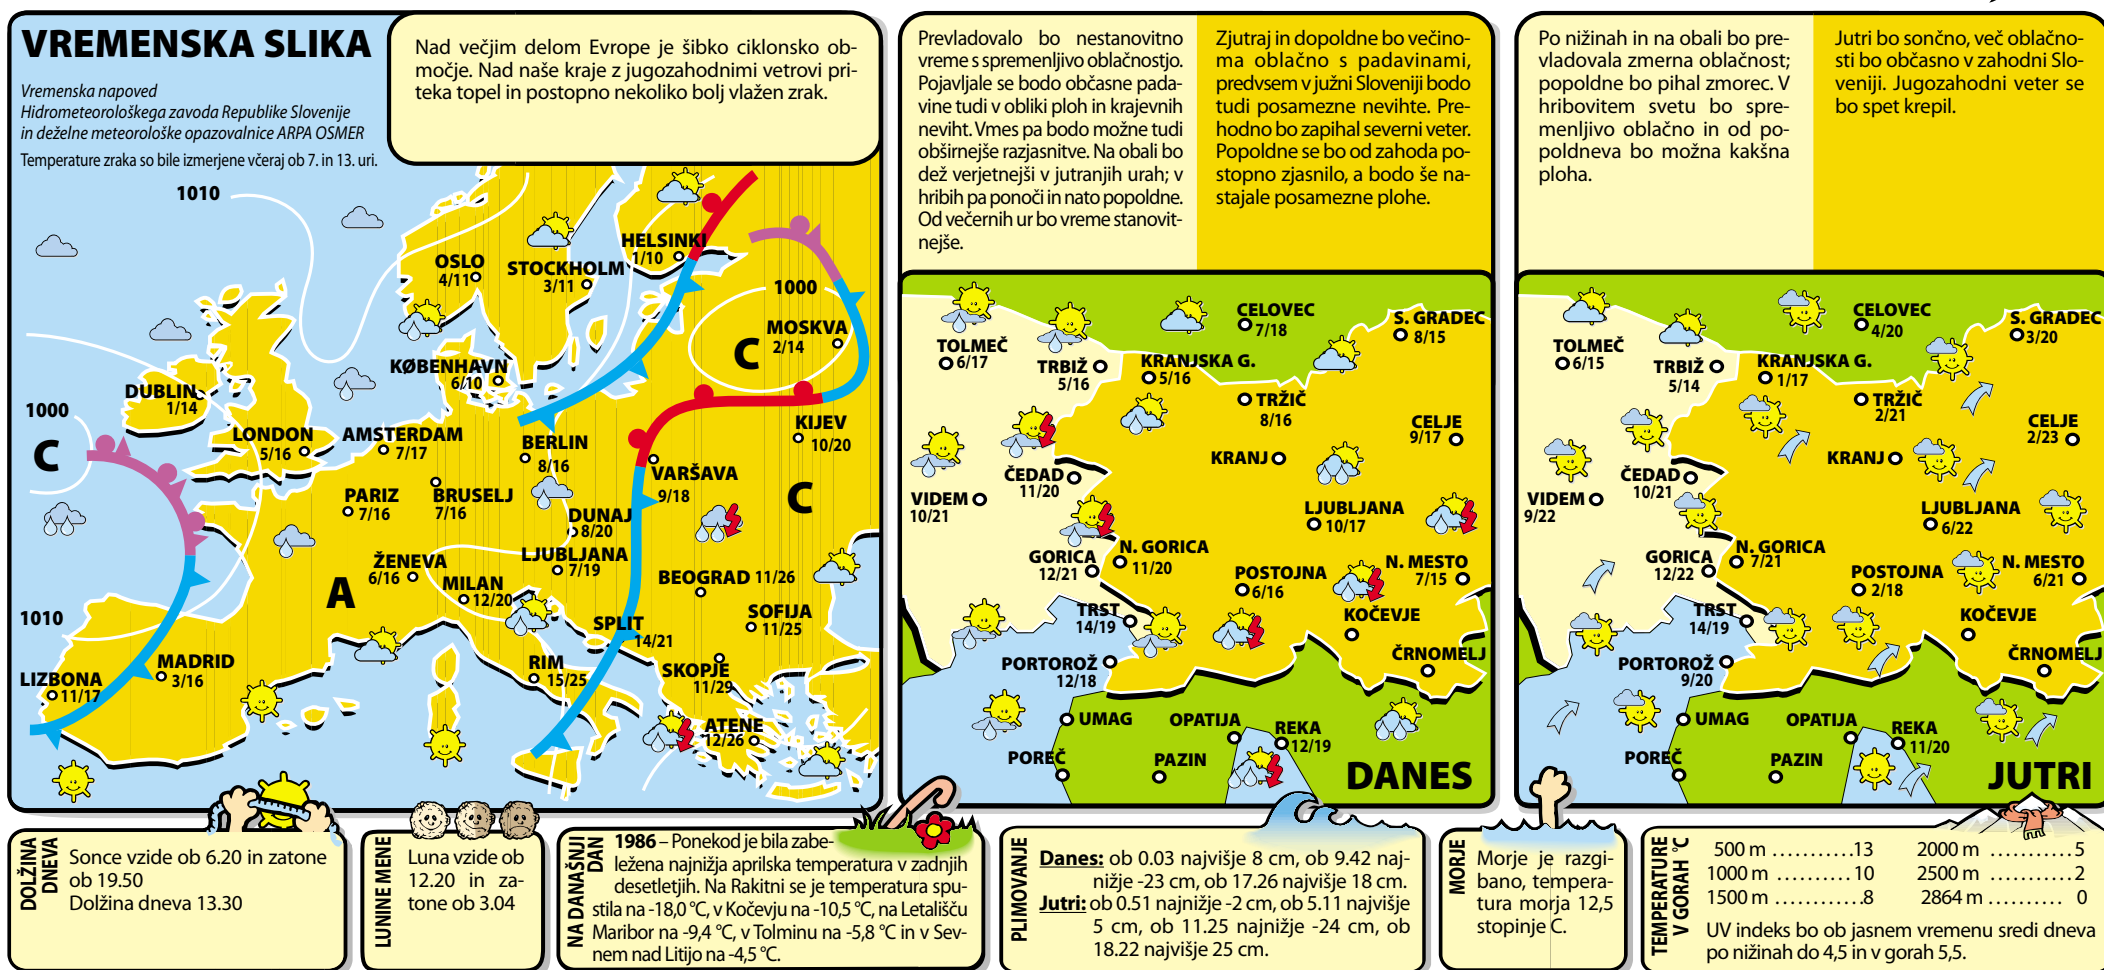 VREMENSKA SLIKA
Vremenska napoved
Hidrometeorološkega zavoda Republike Slovenije
in deželne meteorološke opazovalnice ARPA OSMER
Temperature zraka so bile izmerjene včeraj ob 7. in 13. uri.
Nad večjim delom Evrope je šibko ciklonsko ob-
močje. Nad naše kraje z jugozahodnimi vetrovi pri-
teka topel in postopno nekoliko bolj vlažen zrak.
1010
HELSINKI
1/10
OSLO
4/11
STOCKHOLM
3/11
1000
MOSKVA
2/14
C
KØBENHAVN
6/10
DUBLIN
1/14
1000
C
LONDON
5/16
AMSTERDAM
7/17
BERLIN
8/16
KIJEV
10/20
VARŠAVA
9/18
C
PARIZ
7/16
BRUSELJ
7/16
DUNAJ
8/20
LJUBLJANA
7/19
ŽENEVA
6/16
MILAN
12/20
A
BEOGRAD 11/26
SOFIJA
11/25
1010
SPLIT
14/21
MADRID
3/16
LIZBONA
11/17
RIM
15/25
SKOPJE
11/29
ATENE
12/26
Prevladovalo bo nestanovitno
vreme s spremenljivo oblačnostjo.
Pojavljale se bodo občasne pada-
vine tudi v obliki ploh in krajevnih
neviht. Vmes pa bodo možne tudi
obširnejše razjasnitve. Na obali bo
dež verjetnejši v jutranjih urah; v
hribih pa ponoči in nato popoldne.
Od večernih ur bo vreme stanovit-
nejše.
Zjutraj in dopoldne bo večino-
ma oblačno s padavinami,
predvsem v južni Sloveniji bodo
tudi posamezne nevihte. Pre-
hodno bo zapihal severni veter.
Popoldne se bo od zahoda po-
stopno zjasnilo, a bodo še na-
stajale posamezne plohe.
CELOVEC
7/18
S. GRADEC
8/15
TOLMEČ
6/17
TRBIŽ
5/16
KRANJSKA G.
5/16
TRŽIČ
8/16
CELJE
9/17
KRANJ
ČEDAD
11/20
VIDEM
10/21
LJUBLJANA
10/17
GORICA
12/21
N. GORICA
11/20
POSTOJNA
6/16
N. MESTO
7/15
TRST
14/19
KOČEVJE
PORTOROŽ
12/18
ČRNOMELJ
UMAG
OPATIJA
REKA
12/19
POREČ
PAZIN
DANES
Po nižinah in na obali bo pre-
vladovala zmerna oblačnost;
popoldne bo pihal zmorec. V
hribovitem svetu bo spre-
menljivo oblačno in od po-
poldneva bo možna kakšna
ploha.
Jutri bo sončno, več oblačno-
sti bo občasno v zahodni Slo-
veniji. Jugozahodni veter se
bo spet krepil.
CELOVEC
4/20
S. GRADEC
3/20
TOLMEČ
6/15
TRBIŽ
5/14
KRANJSKA G.
1/17
TRŽIČ
2/21
CELJE
2/23
KRANJ
ČEDAD
10/21
VIDEM
9/22
LJUBLJANA
6/22
GORICA
12/22
N. GORICA
7/21
POSTOJNA
2/18
N. MESTO
6/21
TRST
14/19
KOČEVJE
PORTOROŽ
9/20
ČRNOMELJ
UMAG
OPATIJA
REKA
11/20
POREČ
PAZIN
JUTRI
DOLŽINA
DNEVA
Sonce vzide ob 6.20 in zatone
ob 19.50
Dolžina dneva 13.30
LUNINE MENE
Luna vzide ob
12.20 in za-
tone ob 3.04
NA DANAŠNJI
DAN
1986 – Ponekod je bila zabe-
ležena najnižja aprilska temperatura v zadnjih
desetletjih. Na Rakitni se je temperatura spu-
stila na -18,0 °C, v Kočevju na -10,5 °C, na Letališču
Maribor na -9,4 °C, v Tolminu na -5,8 °C in v Sev-
nem nad Litijo na -4,5 °C.
PLIMOVANJE
Danes: ob 0.03 najvišje 8 cm, ob 9.42 naj-
nižje -23 cm, ob 17.26 najvišje 18 cm.
Jutri: ob 0.51 najnižje -2 cm, ob 5.11 najvišje
5 cm, ob 11.25 najnižje -24 cm, ob
18.22 najvišje 25 cm.
MORJE
Morje je razgi-
bano, tempera-
tura morja 12,5
stopinje C.
TEMPERATURE °C
V GORAH
500 m ...........13
1000 m ..........10
1500 m ...........8
2000 m ...........5
2500 m ...........2
2864 m .......... 0
UV indeks bo ob jasnem vremenu sredi dneva
po nižinah do 4,5 in v gorah 5,5.